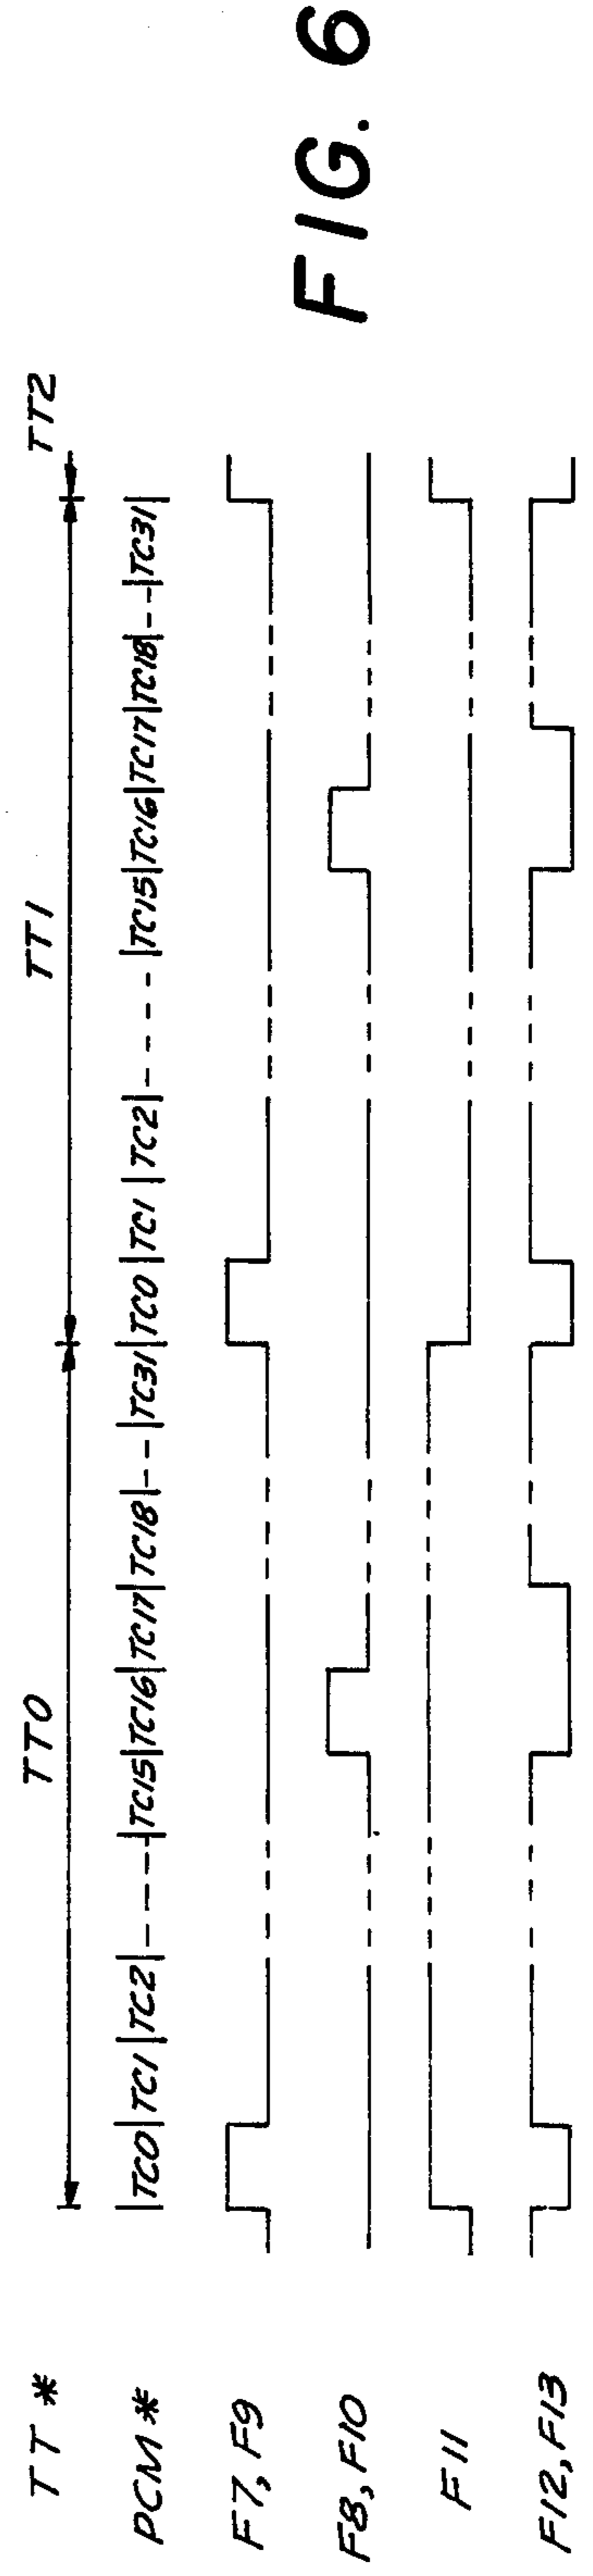 TT* TT0 TT1 TT2
PCM* |TC0|TC1|TC2|----|TC15|TC16|TC17|TC18|--|TC31|TC0|TC1|TC2|----|TC15|TC16|TC17|TC18|--|TC31|
F7, F9
F8, F10
F11
F12, F13
FIG. 6